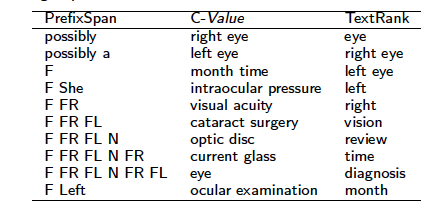 PrefixSpan C-Value TextRank
possibly right eye eye
possibly a left eye right eye
F month time left eye
F She intraocular pressure left
F FR visual acuity right
F FR FL cataract surgery vision
F FR FL N optic disc review
F FR FL N FR current glass time
F FR FL N FR FL eye diagnosis
F Left ocular examination month